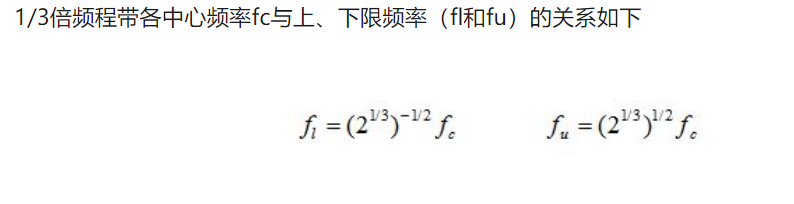 1/3倍频程带各中心频率fc与上、下限频率（fl和fu）的关系如下
f_l = (2^{1/3})^{-1/2} f_c    f_u = (2^{1/3})^{1/2} f_c